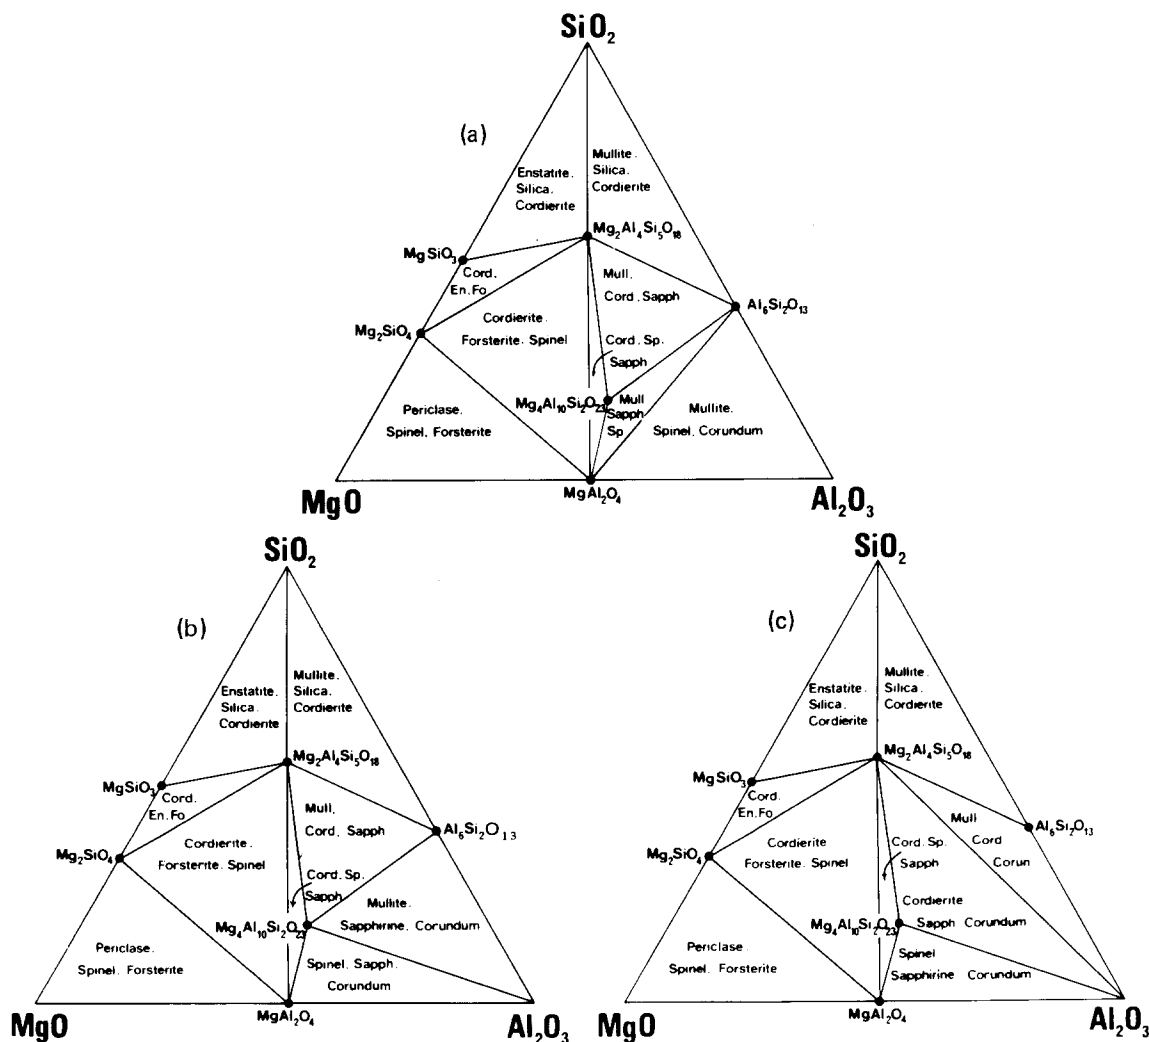 SiO₂
(a)
Enstatite.
Silica.
Cordierite
Mullite.
Silica.
Cordierite
Mg₂Al₄Si₅O₁₈
MgSiO₃
Cord.
En.Fo
Mull.
Cord. Sapph
Al₆Si₂O₁₃
Mg₂SiO₄
Cordierite.
Forsterite. Spinel
Cord. Sp.
Sapph
Mg₄Al₁₀Si₂O₂₃
Mull
Sapph
Sp
Periclase.
Spinel. Forsterite
Mullite.
Spinel. Corundum
MgO
MgAl₂O₄
Al₂O₃
SiO₂
(b)
Enstatite.
Silica.
Cordierite
Mullite.
Silica.
Cordierite
Mg₂Al₄Si₅O₁₈
MgSiO₃
Cord.
En.Fo
Mull.
Cord. Sapph
Al₆Si₂O₁₃
Mg₂SiO₄
Cordierite.
Forsterite. Spinel
Cord. Sp.
Sapph
Mullite.
Sapphirine. Corundum
Mg₄Al₁₀Si₂O₂₃
Periclase.
Spinel. Forsterite
Spinel. Sapph.
Corundum
MgO
MgAl₂O₄
Al₂O₃
SiO₂
(c)
Enstatite.
Silica.
Cordierite
Mullite.
Silica.
Cordierite
Mg₂Al₄Si₅O₁₈
MgSiO₃
Cord.
En.Fo
Mull
Cord
Corun
Al₆Si₂O₁₃
Mg₂SiO₄
Cordierite
Forsterite. Spinel
Cord. Sp.
Sapph
Cordierite
Sapph Corundum
Mg₄Al₁₀Si₂O₂₃
Periclase.
Spinel. Forsterite
Spinel
Sapphirine Corundum
MgO
MgAl₂O₄
Al₂O₃